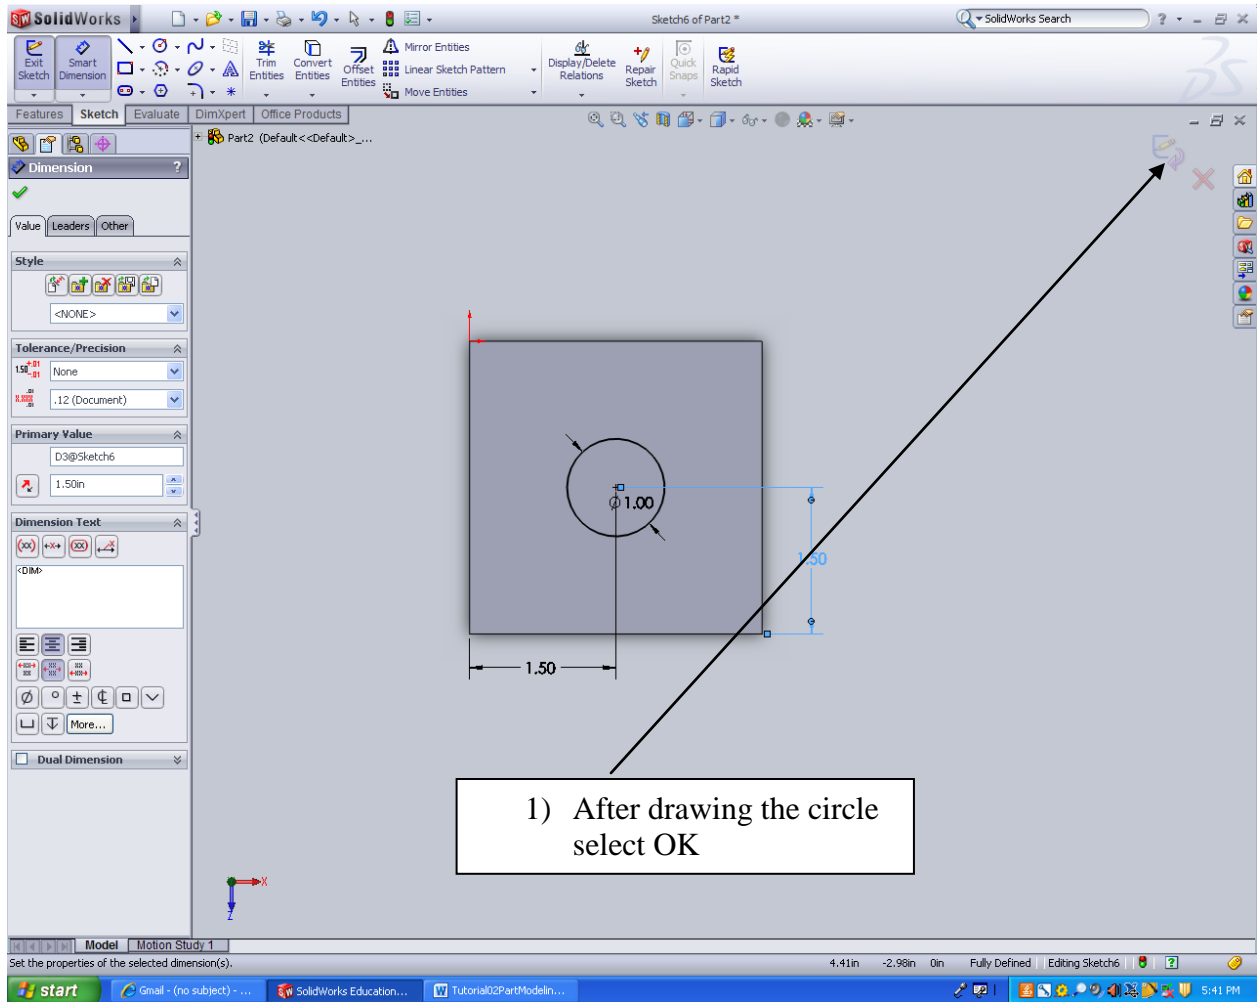 SolidWorks
Sketch6 of Part2 *
SolidWorks Search
Exit Sketch
Smart Dimension
Trim Entities
Convert Entities
Offset Entities
Mirror Entities
Linear Sketch Pattern
Move Entities
Display/Delete Relations
Repair Sketch
Quick Snaps
Rapid Sketch
Features Sketch Evaluate DimXpert Office Products
Part2 (Default<<Default>_...
Dimension ?
Value Leaders Other
Style
<NONE>
Tolerance/Precision
None
.12 (Document)
Primary Value
D3@Sketch6
1.50in
Dimension Text
<DIM>
More...
Dual Dimension
Ø1.00
1.50
1.50
1) After drawing the circle
select OK
X
Z
Model Motion Study 1
Set the properties of the selected dimension(s).
4.41in -2.98in 0in Fully Defined Editing Sketch6
start
Gmail - (no subject) - ...
SolidWorks Education...
Tutorial02PartModelin...
5:41 PM